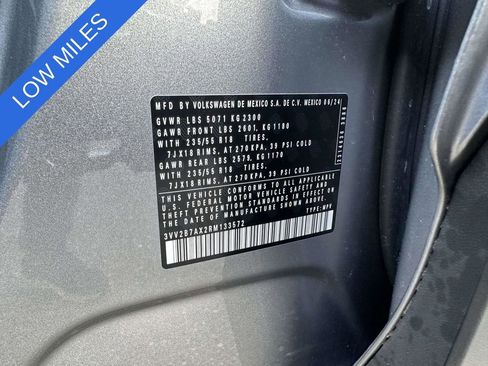 LOW MILES
MFD BY VOLKSWAGEN DE MEXICO S.A. DE C.V. MEXICO 05/24
GVWR LBS 5071 KG 2300
GAWR FRONT LBS 2601, KG 1180
WITH 235/55 R18 TIRES,
7JX18 RIMS, AT 270 KPA, 39 PSI COLD
GAWR REAR LBS 2579, KG 1170
WITH 235/55 R18 TIRES,
7JX18 RIMS, AT 270 KPA, 39 PSI COLD
THIS VEHICLE CONFORMS TO ALL APPLICABLE
U.S. FEDERAL MOTOR VEHICLE SAFETY AND
THEFT PREVENTION STANDARDS IN EFFECT
ON THE DATE OF MANUFACTURE SHOWN ABOVE
3VV2B7AX2RM133572
TYPE: MPV